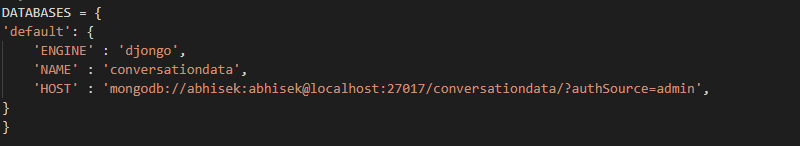 DATABASES = {
'default': {
'ENGINE' : 'djongo',
'NAME' : 'conversationdata',
'HOST' : 'mongodb://abhisek:abhisek@localhost:27017/conversationdata/?authSource=admin',
}
}